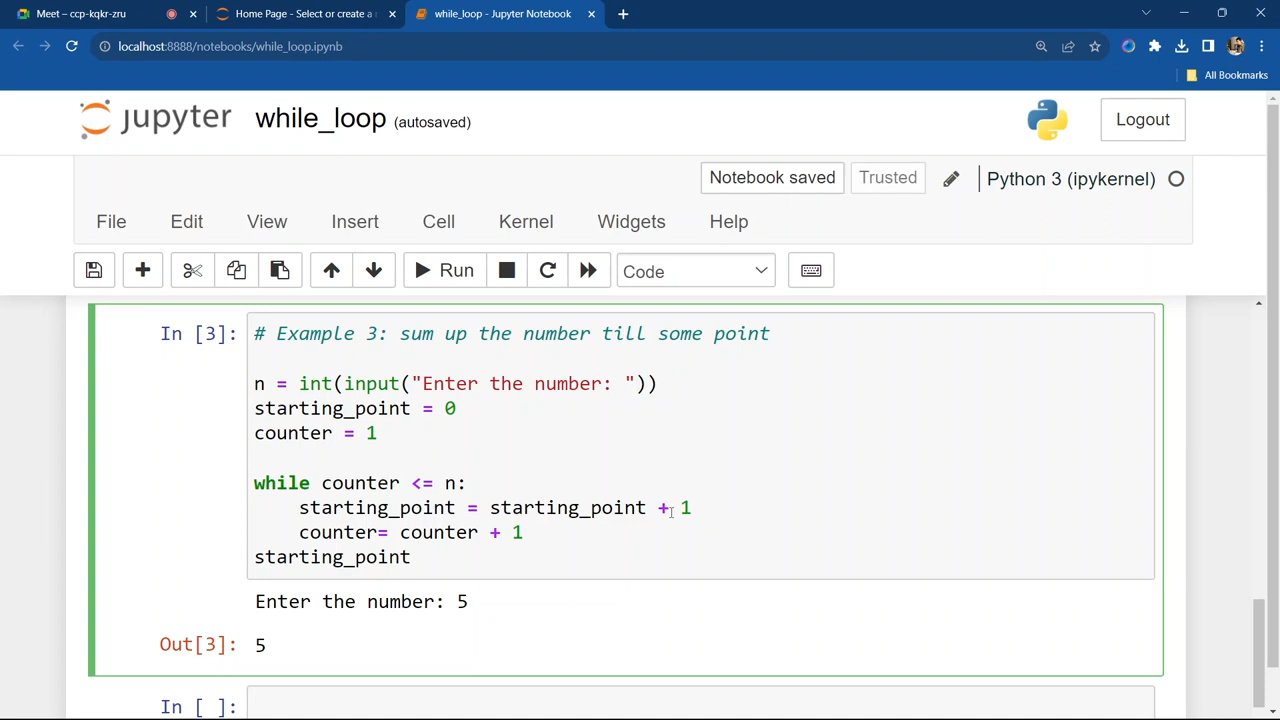 Meet – ccp-kqkr-zru
Home Page - Select or create a
while_loop - Jupyter Notebook
localhost:8888/notebooks/while_loop.ipynb
All Bookmarks
jupyter while_loop (autosaved)
Logout
Notebook saved Trusted Python 3 (ipykernel)
File Edit View Insert Cell Kernel Widgets Help
Run Code
In [3]: # Example 3: sum up the number till some point
n = int(input("Enter the number: "))
starting_point = 0
counter = 1
while counter <= n:
starting_point = starting_point + 1
counter= counter + 1
starting_point
Enter the number: 5
Out[3]: 5
In [ ]: